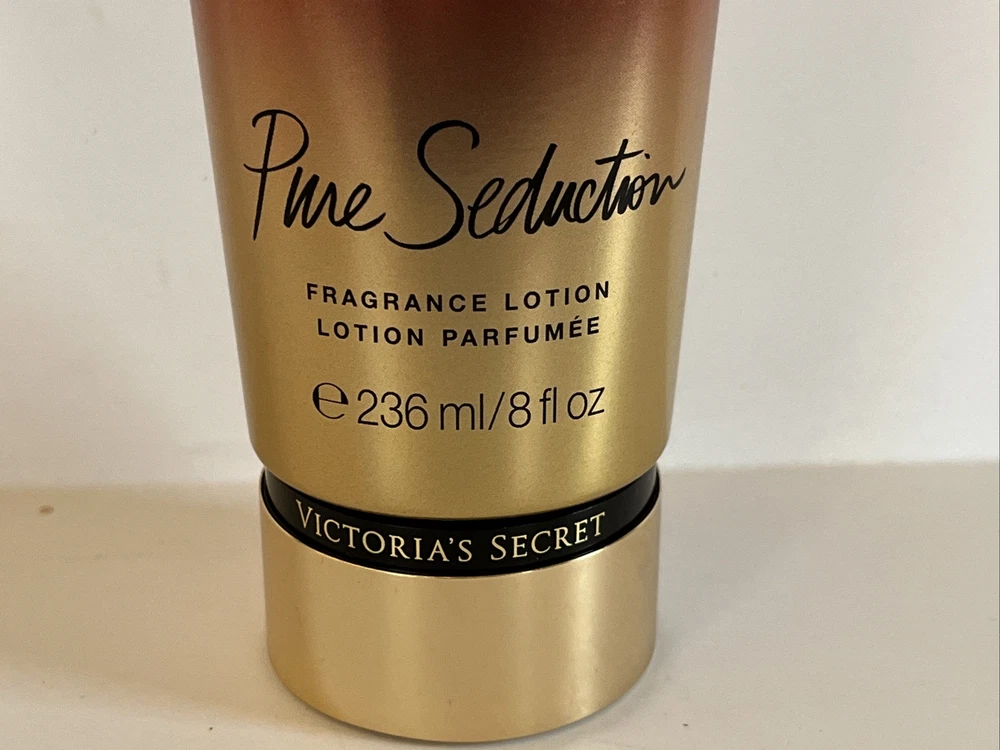 Pure Seduction
FRAGRANCE LOTION
LOTION PARFUMÉE
℮ 236 ml/8 fl oz
VICTORIA'S SECRET